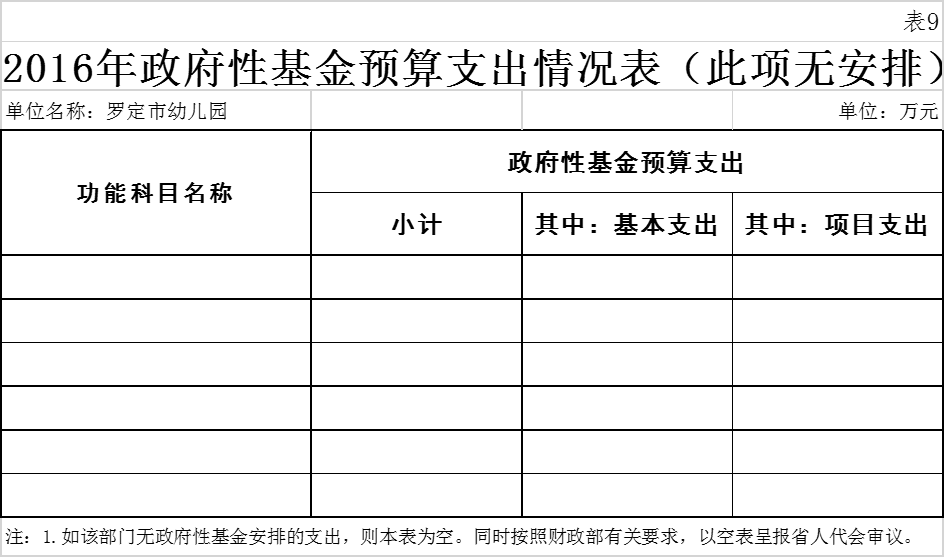 表9
2016年政府性基金预算支出情况表（此项无安排）
单位名称：罗定市幼儿园 单位：万元
功能科目名称 政府性基金预算支出
小计 其中：基本支出 其中：项目支出
注：1.如该部门无政府性基金安排的支出，则本表为空。同时按照财政部有关要求，以空表呈报省人代会审议。